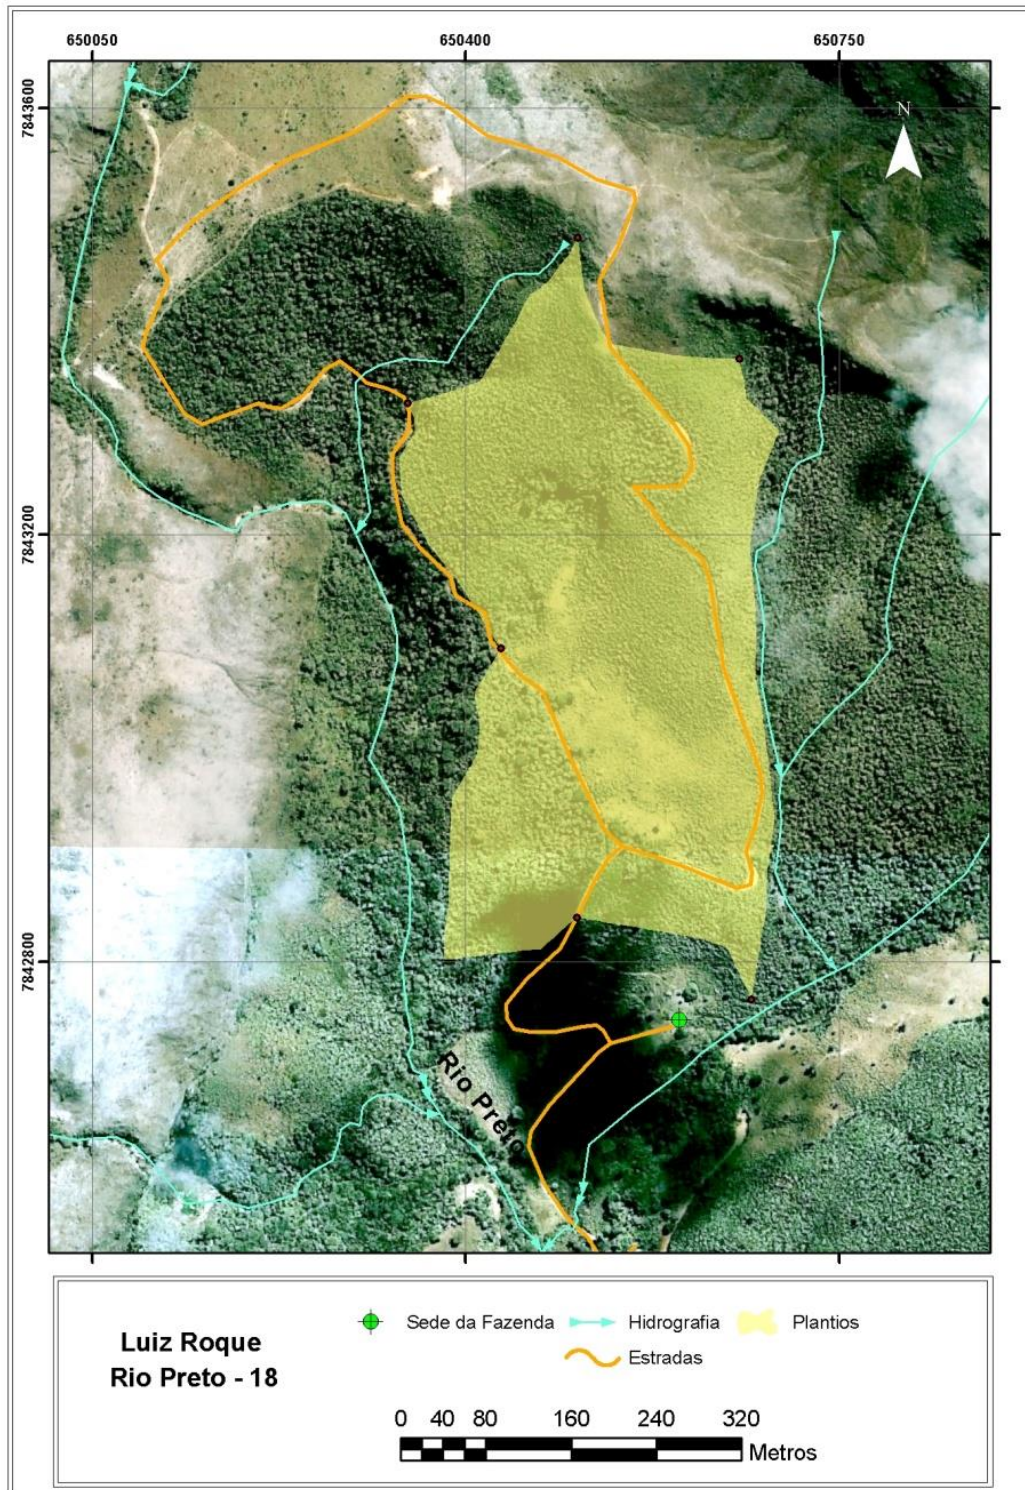 650050
650400
650750
7843600
N
7843200
7842800
Rio Preto
Luiz Roque
Rio Preto - 18
Sede da Fazenda
Hidrografia
Plantios
Estradas
0 40 80 160 240 320
Metros